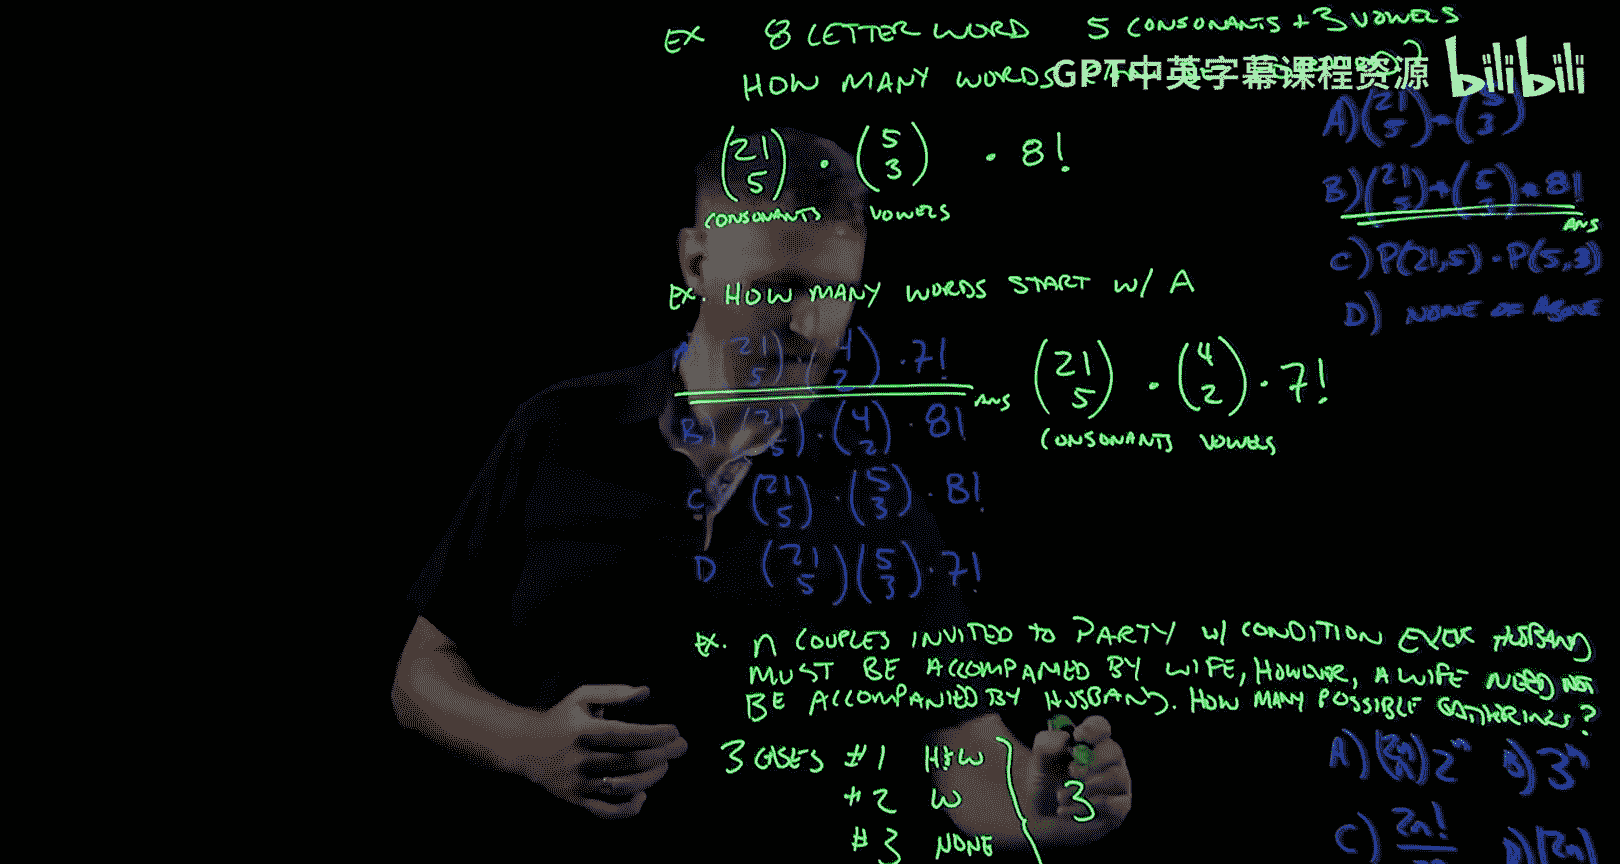 EX 8 LETTER WORD 5 CONSONANTS + 3 VOWELS
HOW MANY WORDS
GPT中英字幕课程资源 bilibili
(21 5) · (5 3) · 8!
CONSONANTS VOWELS
A) (21 5) · (5 3)
B) (21 5) · (5 3) · 8!
ANS
C) P(21,5) · P(5,3)
D) NONE OF ABOVE
EX. HOW MANY WORDS START W/ A
A (21 5) (4 2) · 7!
ANS
(21 5) · (4 2) · 7!
CONSONANTS VOWELS
B) (21 5) · (4 2) · 8!
C (21 5) · (5 3) · 8!
D (21 5) (5 3) · 7!
EX. n COUPLES INVITED TO PARTY W/ CONDITION HUSBAND
MUST BE ACCOMPANIED BY WIFE, HOWEVER, A WIFE NEED NOT
BE ACCOMPANIED BY HUSBAND. HOW MANY POSSIBLE GATHERINGS?
3 CASES #1 H+W
#2 W
#3 NONE
3
A) (2n n) 2^n B) 3^n
C) 2n!